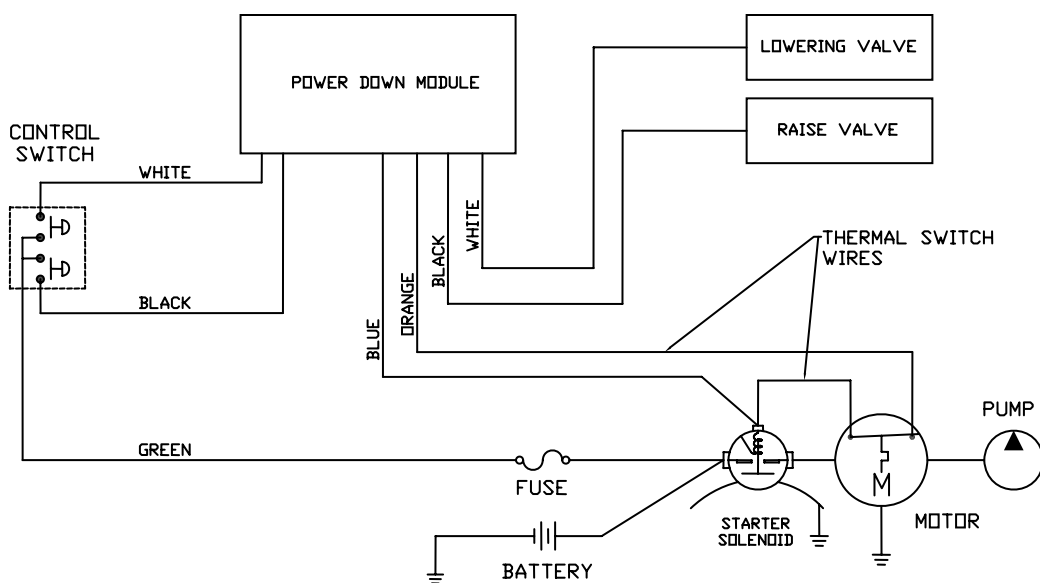 POWER DOWN MODULE
LOWERING VALVE
RAISE VALVE
CONTROL
SWITCH
WHITE
BLACK
BLUE
ORANGE
BLACK
WHITE
THERMAL SWITCH
WIRES
GREEN
FUSE
BATTERY
STARTER
SOLENOID
M
MOTOR
PUMP